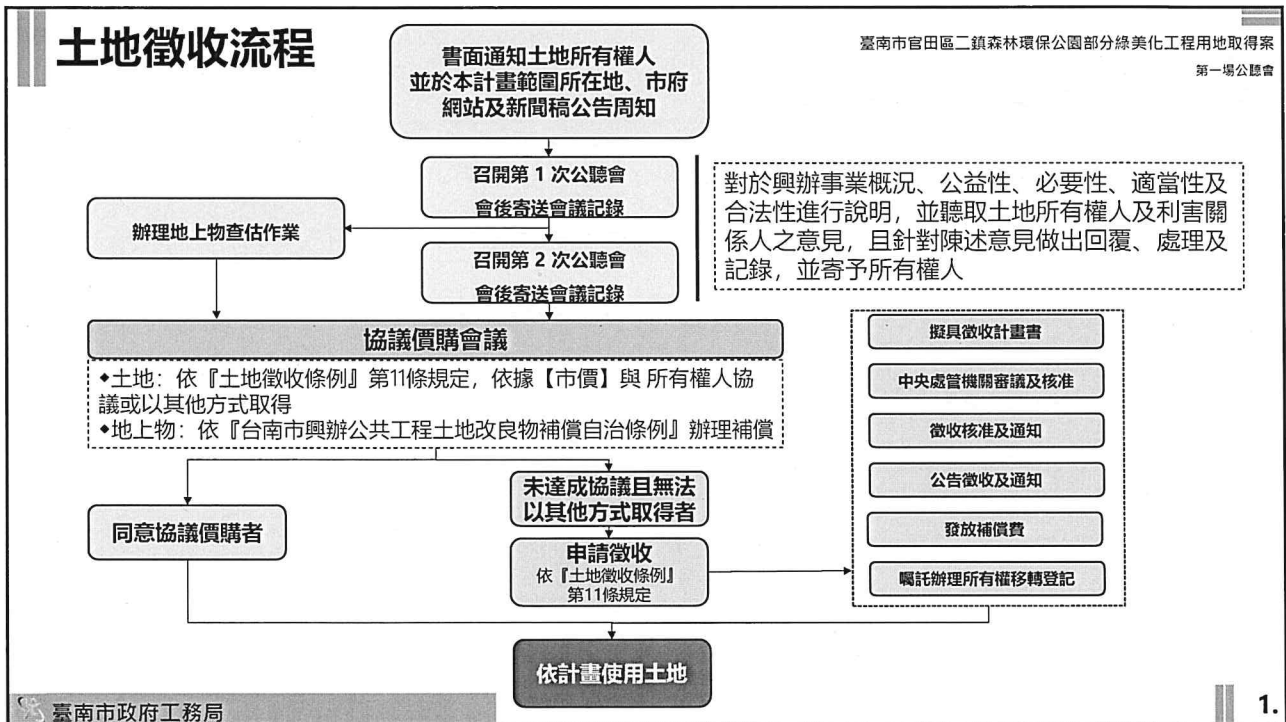 土地徵收流程
臺南市官田區二鎮森林環保公園部分綠美化工程用地取得案
第一場公聽會
書面通知土地所有權人
並於本計畫範圍所在地、市府
網站及新聞稿公告周知
召開第 1 次公聽會
會後寄送會議記錄
對於興辦事業概況、公益性、必要性、適當性及
合法性進行說明，並聽取土地所有權人及利害關
係人之意見，且針對陳述意見做出回覆、處理及
記錄，並寄予所有權人
辦理地上物查估作業
召開第 2 次公聽會
會後寄送會議記錄
協議價購會議
◆土地：依『土地徵收條例』第11條規定，依據【市價】與 所有權人協
議或以其他方式取得
◆地上物：依『台南市興辦公共工程土地改良物補償自治條例』辦理補償
同意協議價購者
未達成協議且無法
以其他方式取得者
申請徵收
依『土地徵收條例』
第11條規定
擬具徵收計畫書
中央處管機關審議及核准
徵收核准及通知
公告徵收及通知
發放補償費
囑託辦理所有權移轉登記
依計畫使用土地
臺南市政府工務局
1.